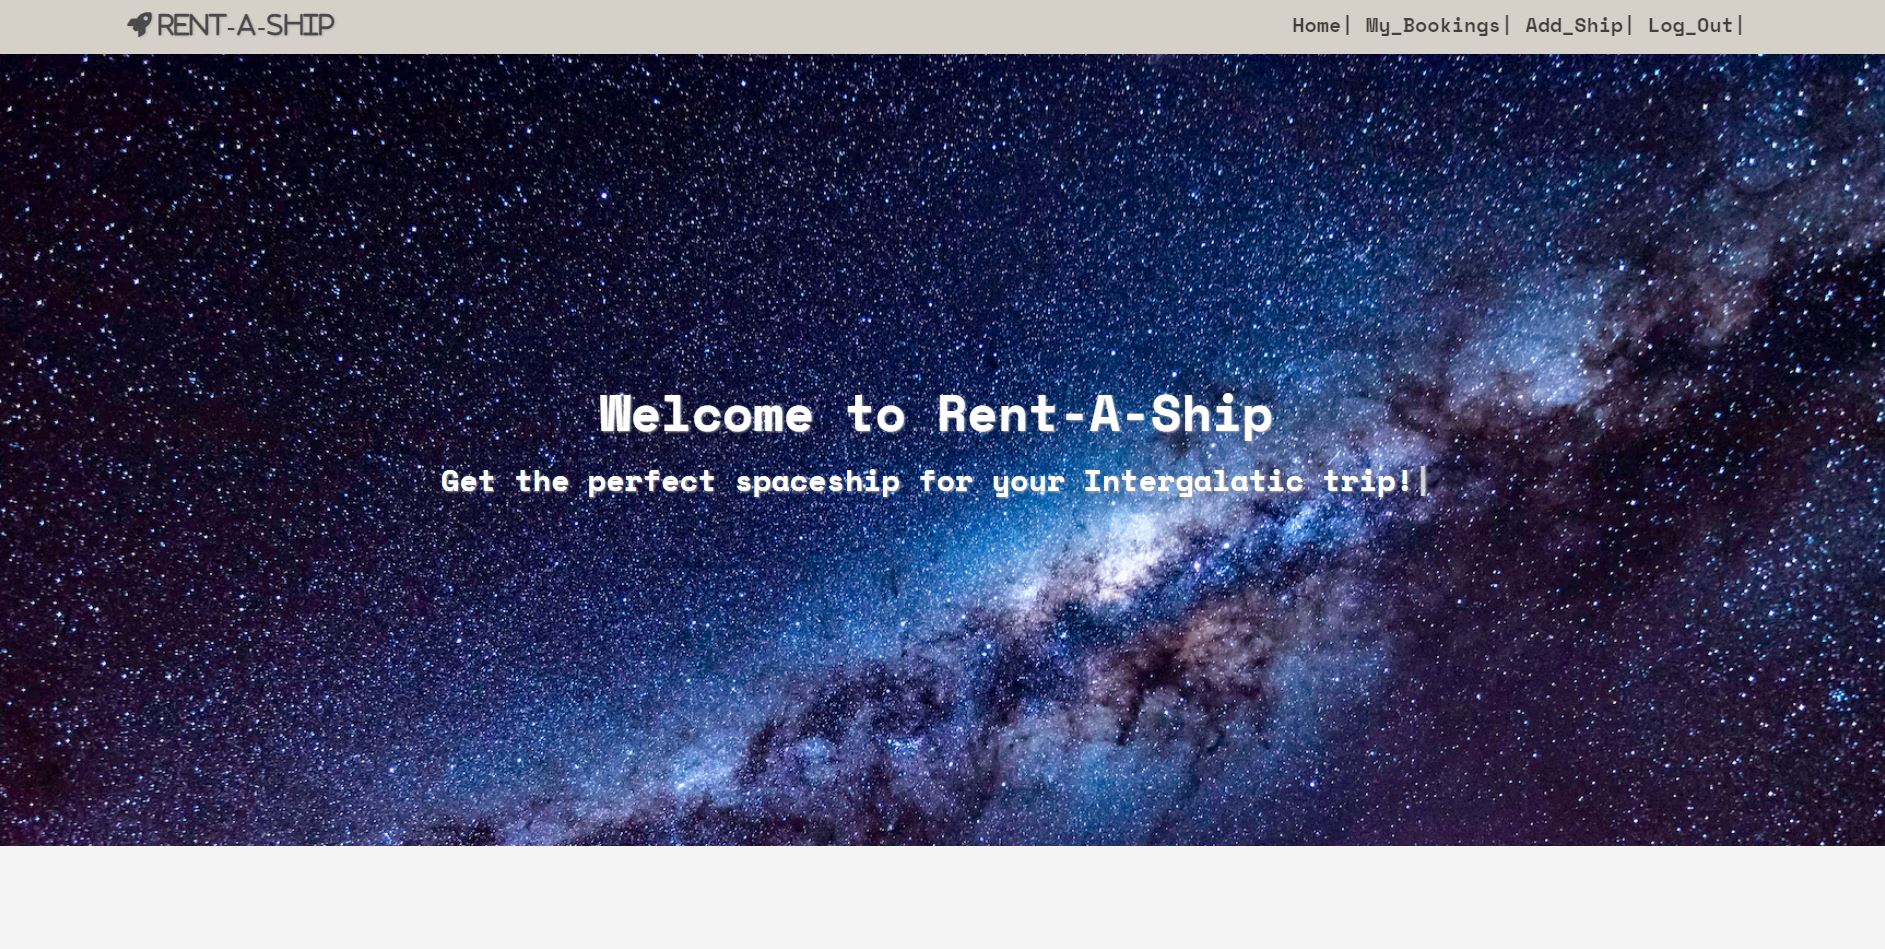 RENT-A-SHIP
Home| My_Bookings| Add_Ship| Log_Out|
Welcome to Rent-A-Ship
Get the perfect spaceship for your Intergalatic trip!|